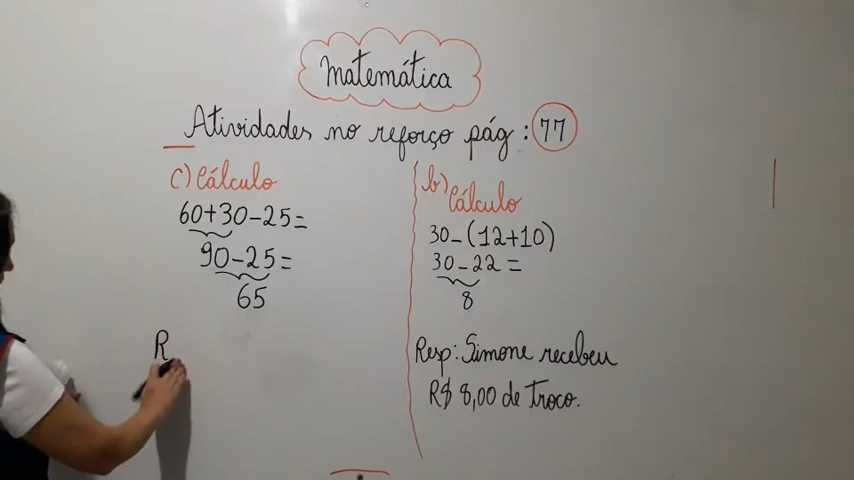 Matemática
Atividades no reforço pág: 77
c) Cálculo
60+30-25=
90-25=
65
R
b) Cálculo
30-(12+10)
30-22=
8
Resp: Simone recebeu
R$ 8,00 de troco.